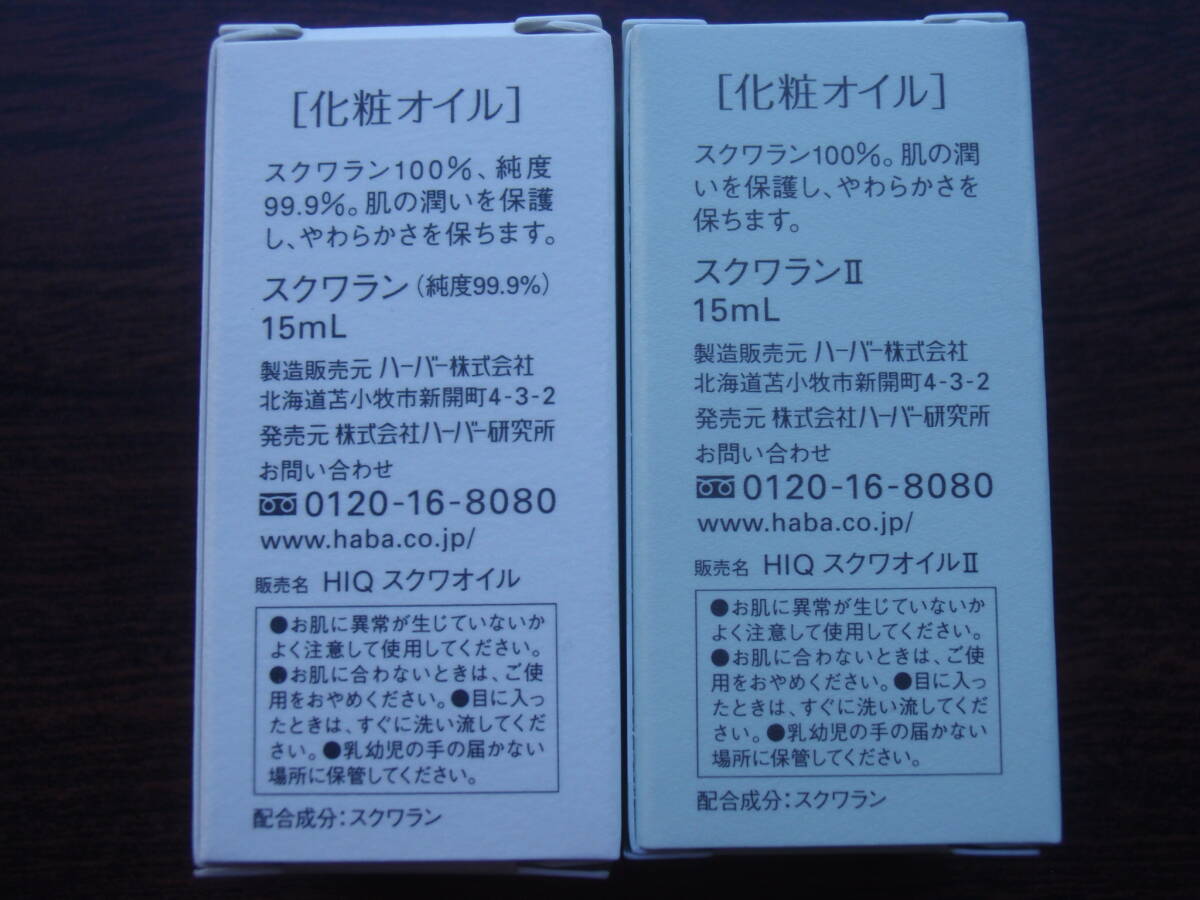 [化粧オイル]
スクワラン100%、純度
99.9%。肌の潤いを保護
し、やわらかさを保ちます。
スクワラン(純度99.9%)
15mL
製造販売元 ハーバー株式会社
北海道苫小牧市新開町4-3-2
発売元 株式会社ハーバー研究所
お問い合わせ
0120-16-8080
www.haba.co.jp/
販売名 HIQ スクワオイル
●お肌に異常が生じていないか
よく注意して使用してください。
●お肌に合わないときは、ご使
用をおやめください。●目に入っ
たときは、すぐに洗い流してくだ
さい。●乳幼児の手の届かない
場所に保管してください。
配合成分:スクワラン
[化粧オイル]
スクワラン100%。肌の潤
いを保護し、やわらかさを
保ちます。
スクワランⅡ
15mL
製造販売元 ハーバー株式会社
北海道苫小牧市新開町4-3-2
発売元 株式会社ハーバー研究所
お問い合わせ
0120-16-8080
www.haba.co.jp/
販売名 HIQ スクワオイルⅡ
●お肌に異常が生じていないか
よく注意して使用してください。
●お肌に合わないときは、ご使
用をおやめください。●目に入っ
たときは、すぐに洗い流してくだ
さい。●乳幼児の手の届かない
場所に保管してください。
配合成分:スクワラン